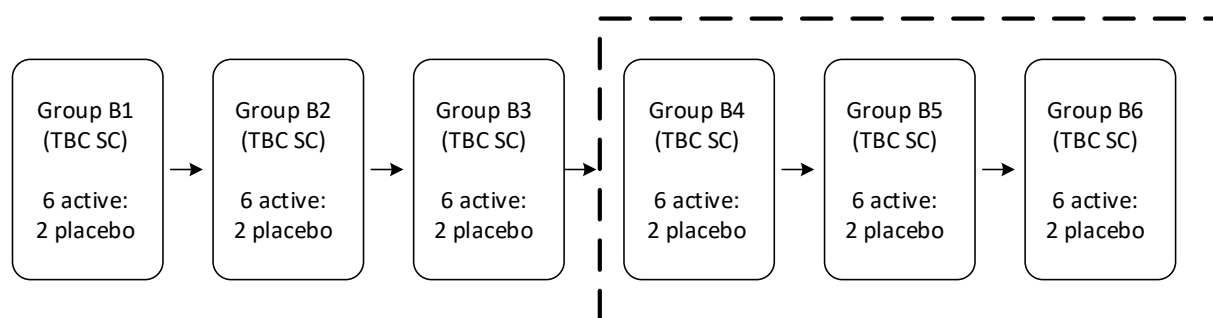 Group B1
(TBC SC)
6 active:
2 placebo
Group B2
(TBC SC)
6 active:
2 placebo
Group B3
(TBC SC)
6 active:
2 placebo
Group B4
(TBC SC)
6 active:
2 placebo
Group B5
(TBC SC)
6 active:
2 placebo
Group B6
(TBC SC)
6 active:
2 placebo